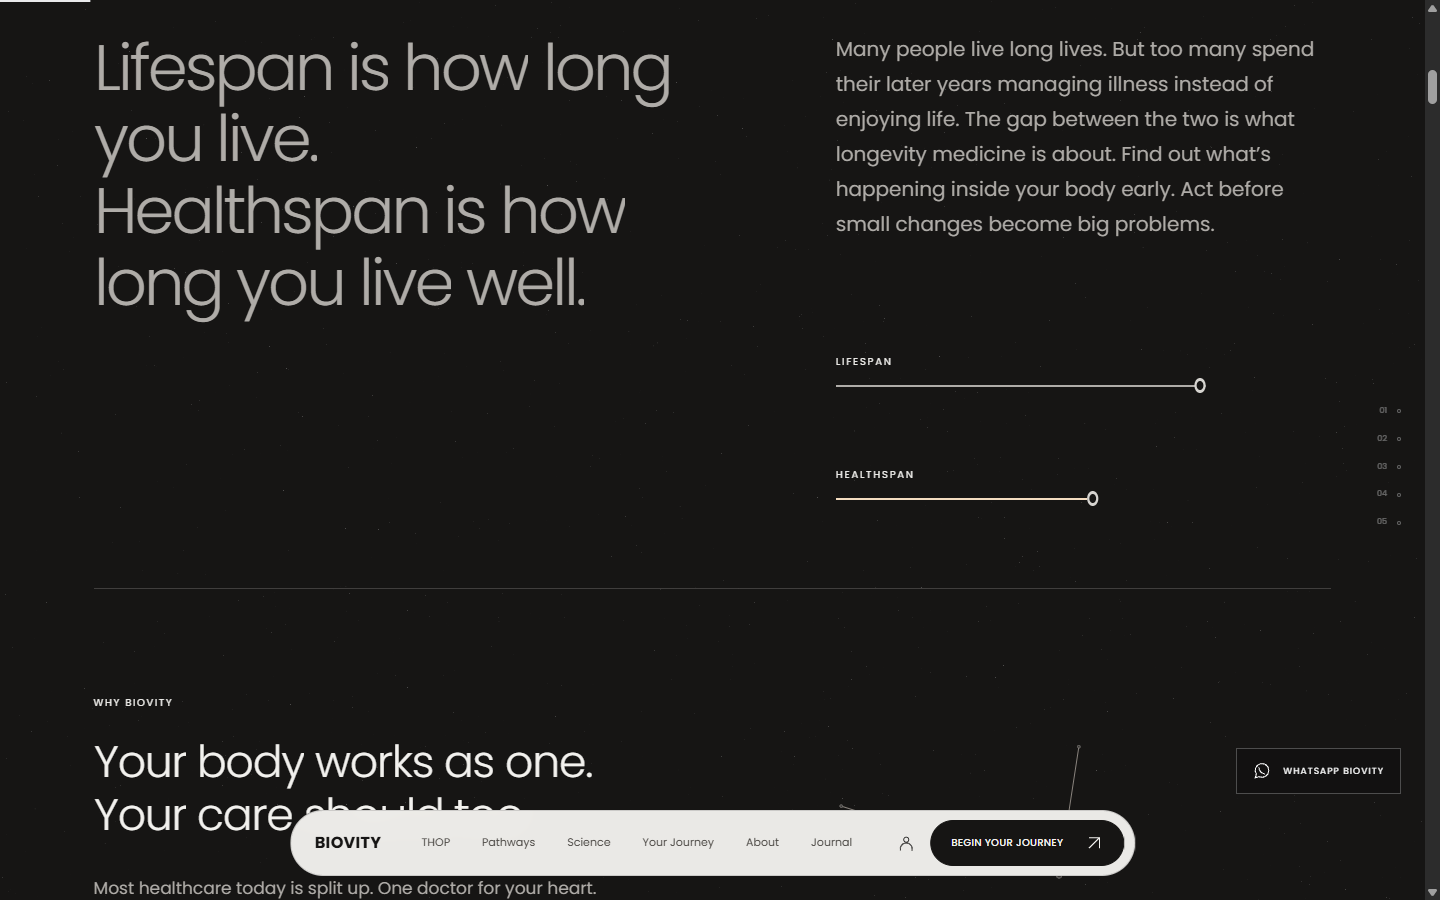 Lifespan is how long
you live.
Healthspan is how
long you live well.
Many people live long lives. But too many spend
their later years managing illness instead of
enjoying life. The gap between the two is what
longevity medicine is about. Find out what’s
happening inside your body early. Act before
small changes become big problems.
LIFESPAN
HEALTHSPAN
01
02
03
04
05
WHY BIOVITY
Your body works as one.
Your care should too.
Most healthcare today is split up. One doctor for your heart.
WHATSAPP BIOVITY
BIOVITY THOP Pathways Science Your Journey About Journal BEGIN YOUR JOURNEY